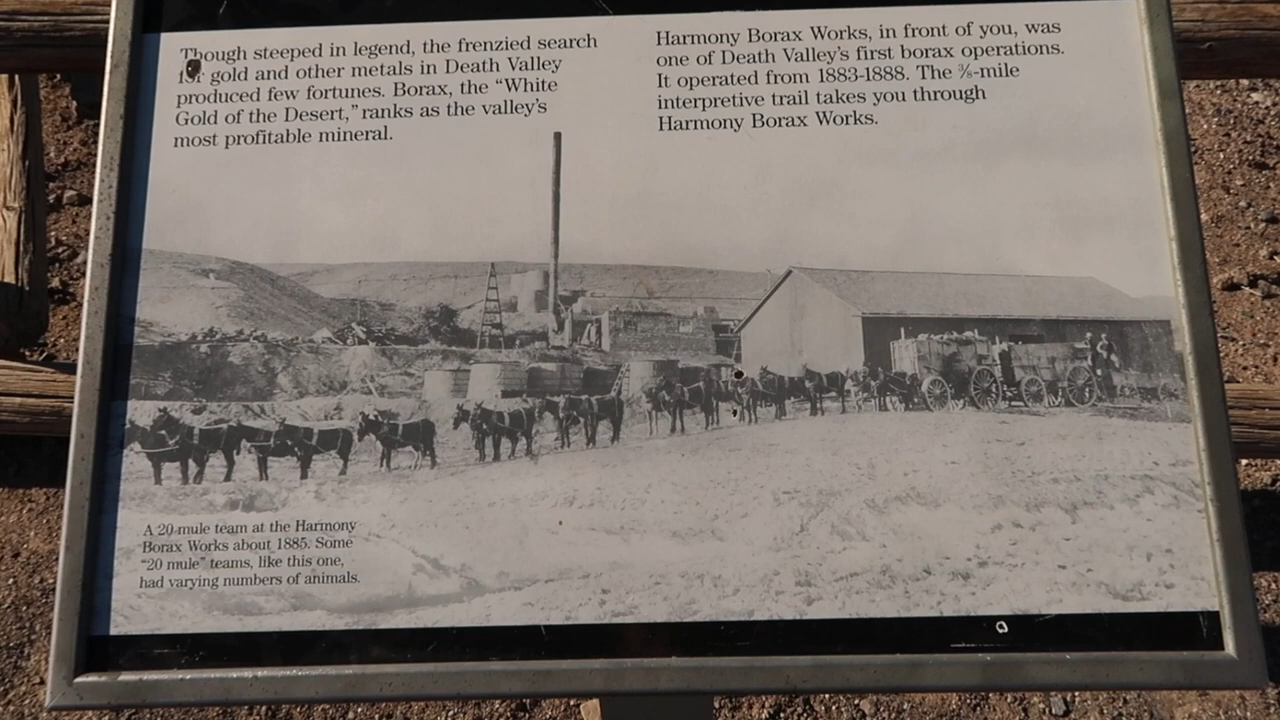 Though steeped in legend, the frenzied search
for gold and other metals in Death Valley
produced few fortunes. Borax, the “White
Gold of the Desert,” ranks as the valley’s
most profitable mineral.
Harmony Borax Works, in front of you, was
one of Death Valley’s first borax operations.
It operated from 1883-1888. The ⅜-mile
interpretive trail takes you through
Harmony Borax Works.
A 20-mule team at the Harmony
Borax Works about 1885. Some
“20 mule” teams, like this one,
had varying numbers of animals.